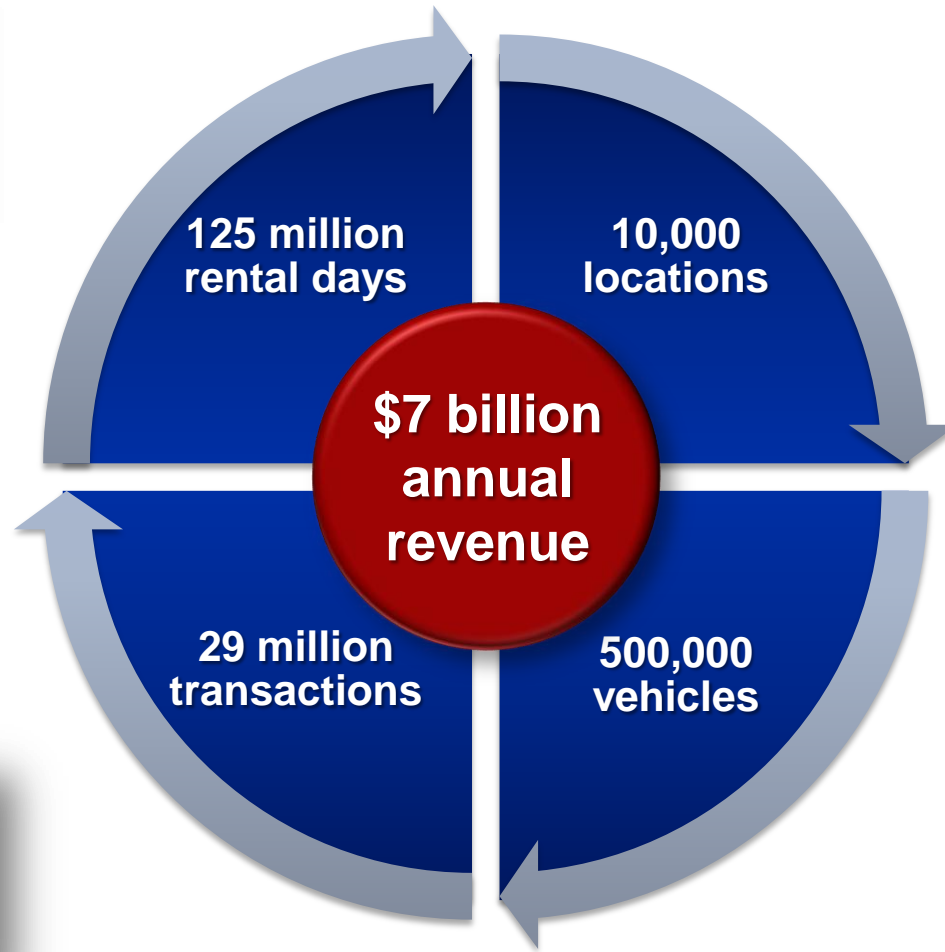 125 million
rental days
10,000
locations
$7 billion
annual
revenue
29 million
transactions
500,000
vehicles